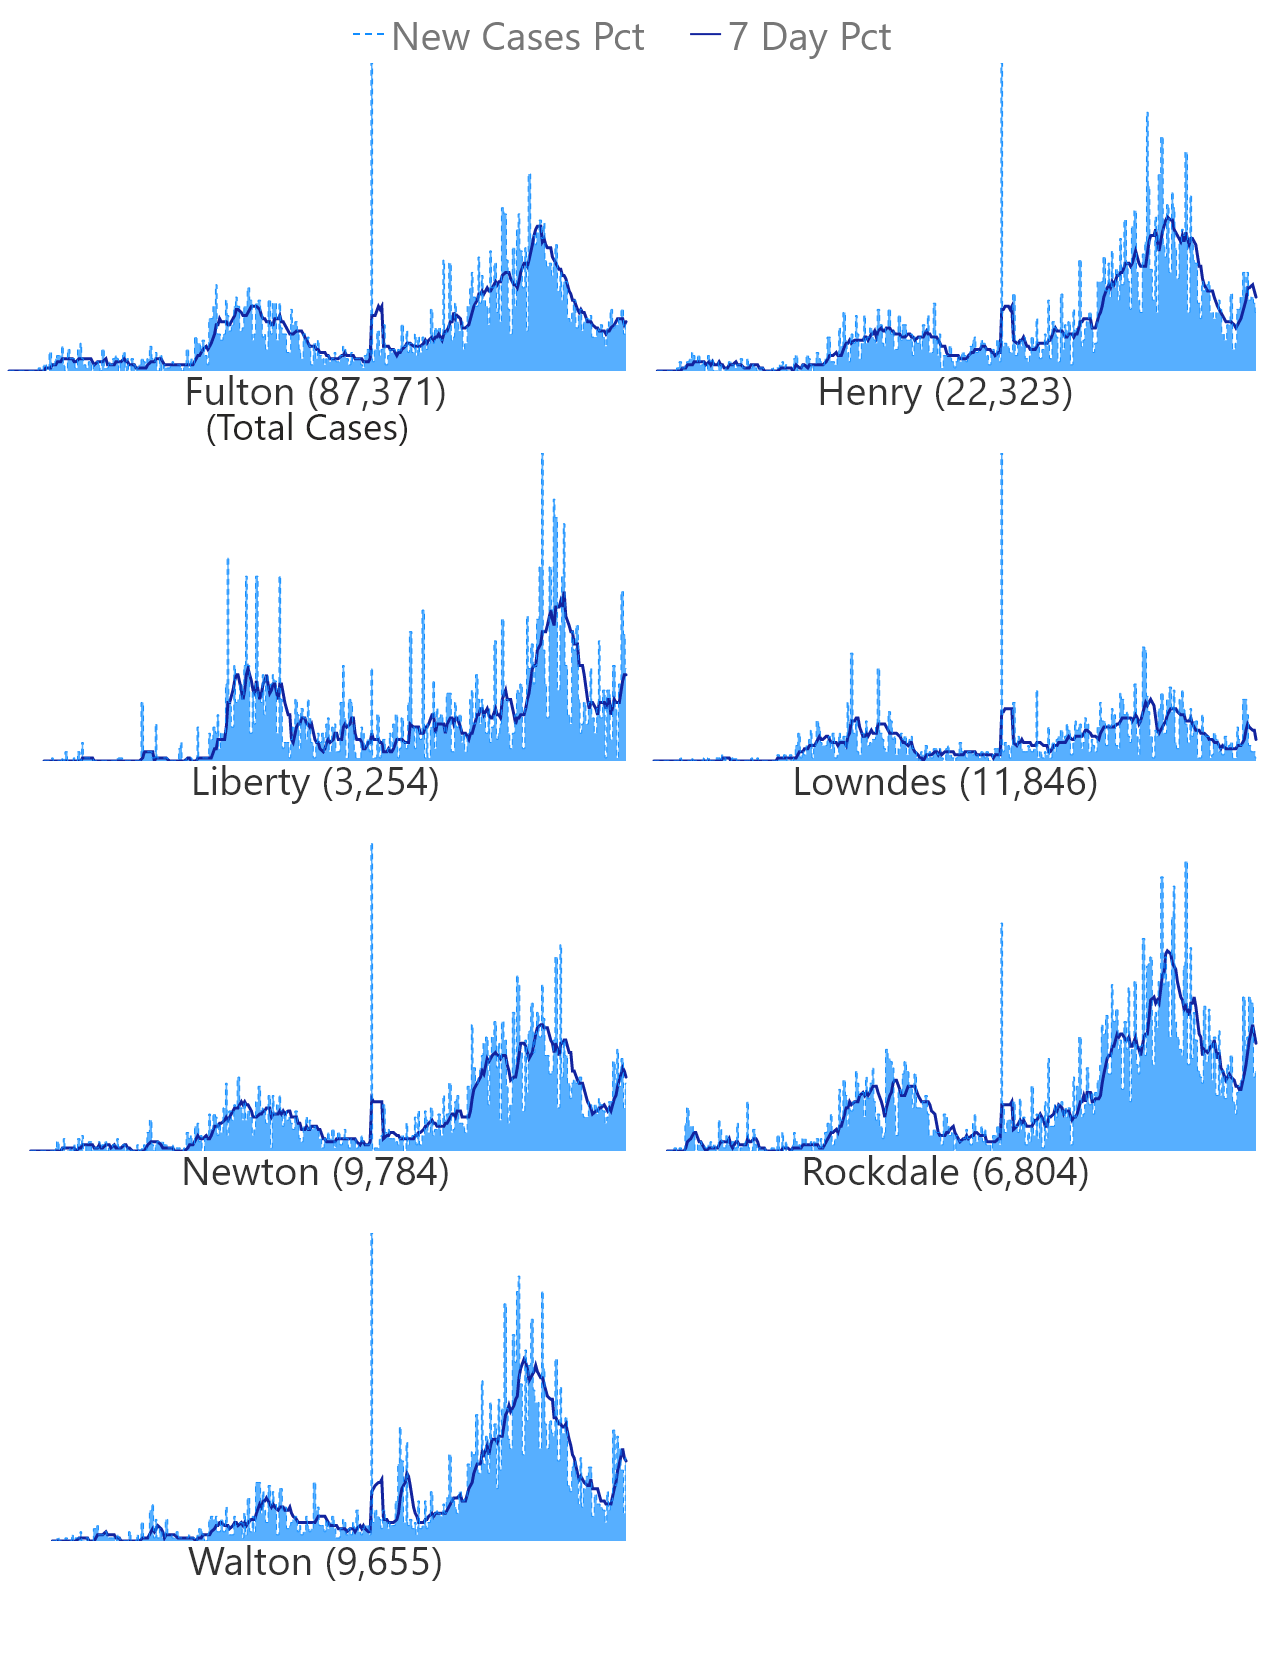 New Cases Pct 7 Day Pct
Fulton (87,371) Henry (22,323)
(Total Cases)
Liberty (3,254) Lowndes (11,846)
Newton (9,784) Rockdale (6,804)
Walton (9,655)